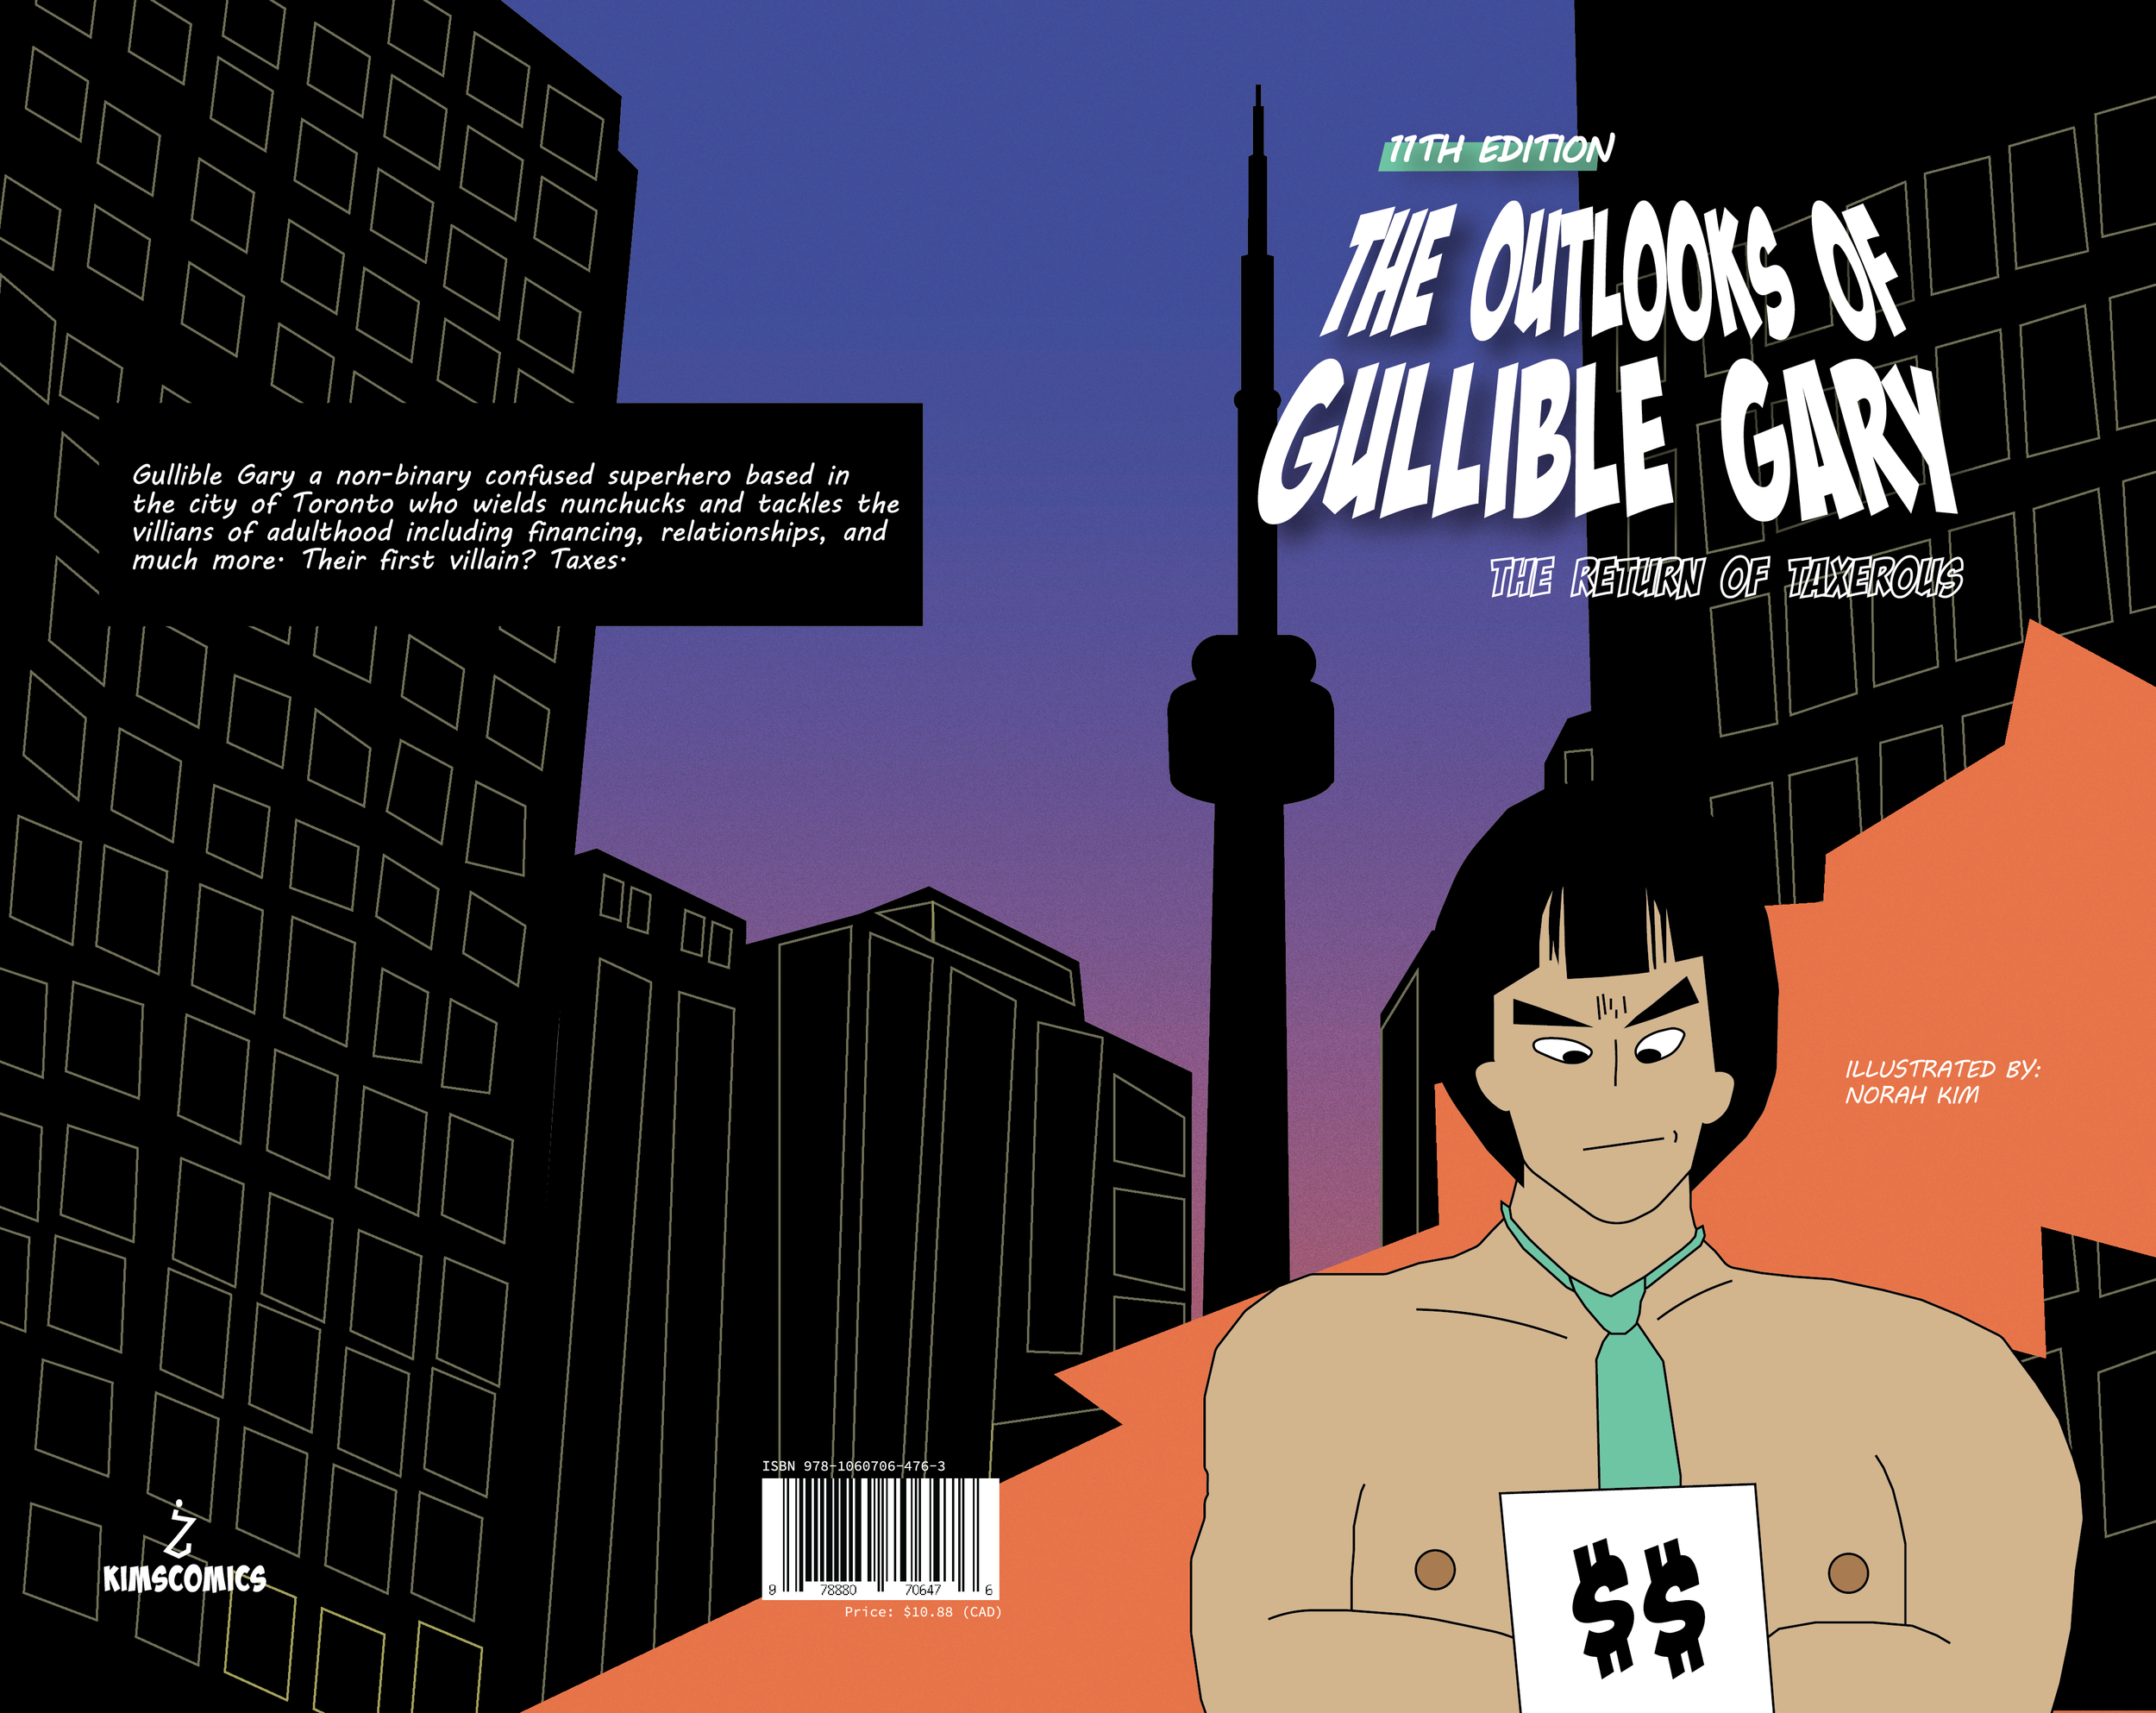 Gullible Gary a non-binary confused superhero based in
the city of Toronto who wields nunchucks and tackles the
villians of adulthood including financing, relationships, and
much more. Their first villain? Taxes.
KIMSCOMICS
ISBN 978-1060706-476-3
9 78880 70647 6
Price: $10.88 (CAD)
11TH EDITION
THE OUTLOOKS OF
GULLIBLE GARY
THE RETURN OF TAXEROUS
ILLUSTRATED BY:
NORAH KIM
$$